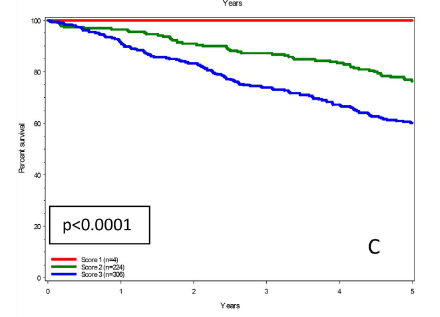 Years
100
80
Percent survival
60
40
p<0.0001
20
C
Score 1 (n=4)
Score 2 (n=224)
Score 3 (n=306)
0
0 1 2 3 4 5
Years